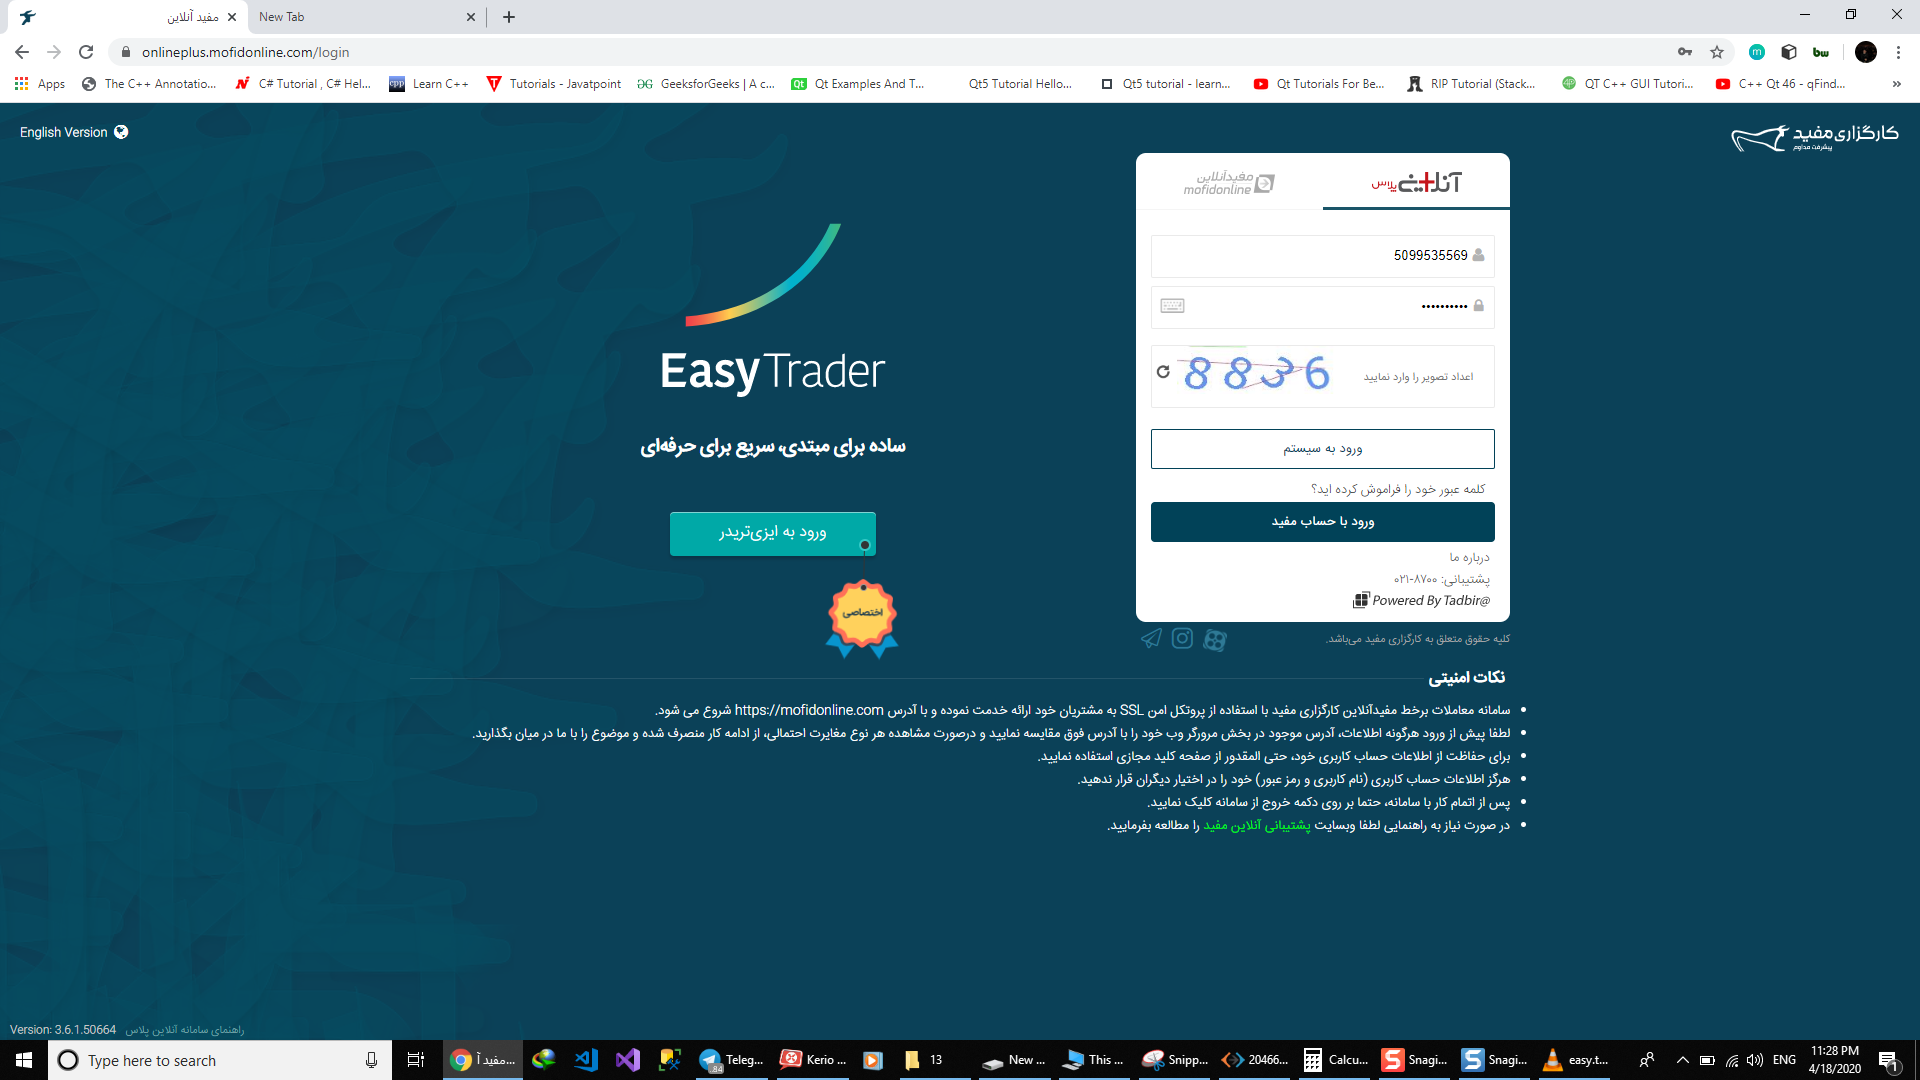 مفید آنلاین
New Tab
onlineplus.mofidonline.com/login
Apps
The C++ Annotatio...
C# Tutorial , C# Hel...
Learn C++
Tutorials - Javatpoint
GeeksforGeeks | A c...
Qt Examples And T...
Qt5 Tutorial Hello...
Qt5 tutorial - learn...
Qt Tutorials For Be...
RIP Tutorial (Stack...
QT C++ GUI Tutori...
C++ Qt 46 - qFind...
English Version
کارگزاری مفید
پیشرفت مداوم
مفیدآنلاین
mofidonline
آنلاین پلاس
5099535569
8836
اعداد تصویر را وارد نمایید
ورود به سیستم
کلمه عبور خود را فراموش کرده اید؟
ورود با حساب مفید
درباره ما
پشتیبانی: ۸۷۰۰-۰۲۱
Powered By Tadbir@
کلیه حقوق متعلق به کارگزاری مفید می‌باشد.
EasyTrader
ساده برای مبتدی، سریع برای حرفه‌ای
ورود به ایزی‌تریدر
اختصاصی
نکات امنیتی
سامانه معاملات برخط مفیدآنلاین کارگزاری مفید با استفاده از پروتکل امن SSL به مشتریان خود ارائه خدمت نموده و با آدرس https://mofidonline.com شروع می شود.
لطفا پیش از ورود هرگونه اطلاعات، آدرس موجود در بخش مرورگر وب خود را با آدرس فوق مقایسه نمایید و درصورت مشاهده هر نوع مغایرت احتمالی، از ادامه کار منصرف شده و موضوع را با ما در میان بگذارید.
برای حفاظت از اطلاعات حساب کاربری خود، حتی المقدور از صفحه کلید مجازی استفاده نمایید.
هرگز اطلاعات حساب کاربری (نام کاربری و رمز عبور) خود را در اختیار دیگران قرار ندهید.
پس از اتمام کار با سامانه، حتما بر روی دکمه خروج از سامانه کلیک نمایید.
در صورت نیاز به راهنمایی لطفا وبسایت پشتیبانی آنلاین مفید را مطالعه بفرمایید.
Version: 3.6.1.50664
راهنمای سامانه آنلاین پلاس
Type here to search
مفید آ...
84
Teleg...
Kerio ...
13
New ...
This ...
Snipp...
20466...
Calcu...
Snagi...
Snagi...
easy.t...
ENG
11:28 PM
4/18/2020
1